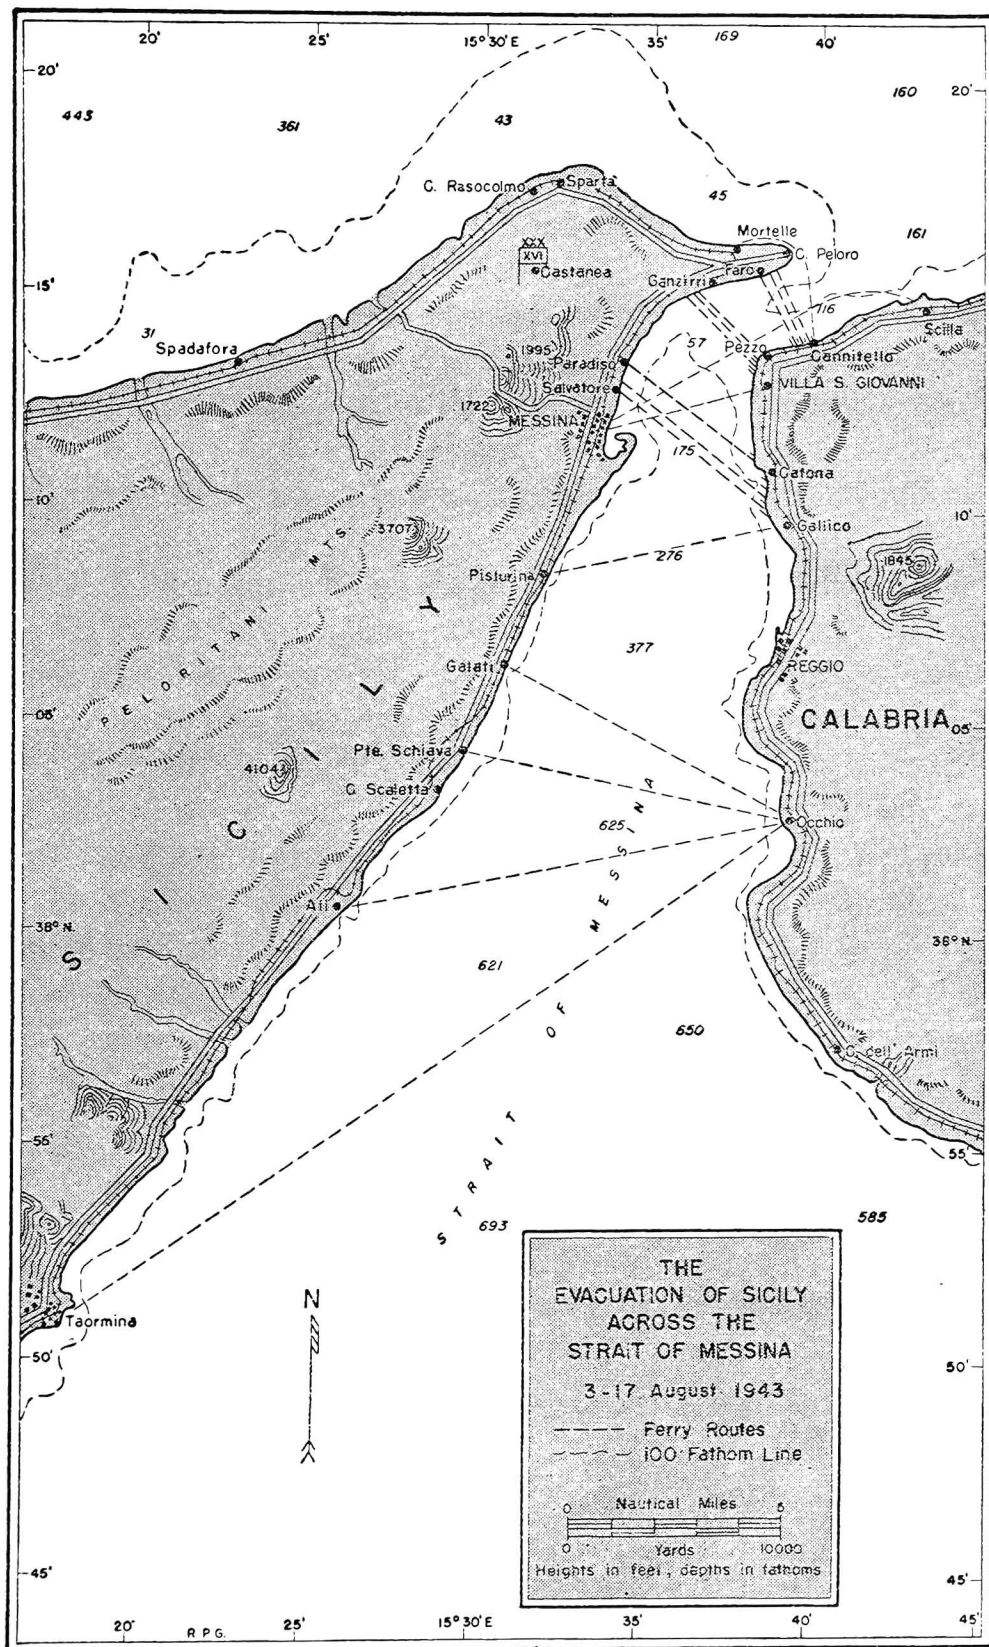 20' 25' 15° 30' E 35' 169 40'
20' 20'
443 361 43 160
C. Rasocolmo Sparta
45
Mortelle
161
XXX
XVI
Castanea
C. Peloro
Faro
Ganzirri
15' 15'
116
Scilla
31
57
Spadafora
1995
Paradiso
Pezzo
Cannitello
Salvatore
VILLA S. GIOVANNI
1722
MESSINA
175
Catona
10' 10'
Gallico
3707
276
1845
Pisturina
PELORITANI MTS.
377
Galati
REGGIO
05' 05'
CALABRIA
Pte. Schiava
4104
C. Scaletta
Occhio
625
Ali
38° N. 38° N.
SICILY
621
650
STRAIT OF MESSINA
C. dell' Armi
55' 55'
693
585
Taormina
N
50' 50'
THE
EVACUATION OF SICILY
ACROSS THE
STRAIT OF MESSINA
3-17 August 1943
Ferry Routes
100 Fathom Line
Nautical Miles
0 5
0 Yards 10000
Heights in feet, depths in fathoms
45' 45'
20' 25' 15° 30' E 35' 40'
R.P.G.